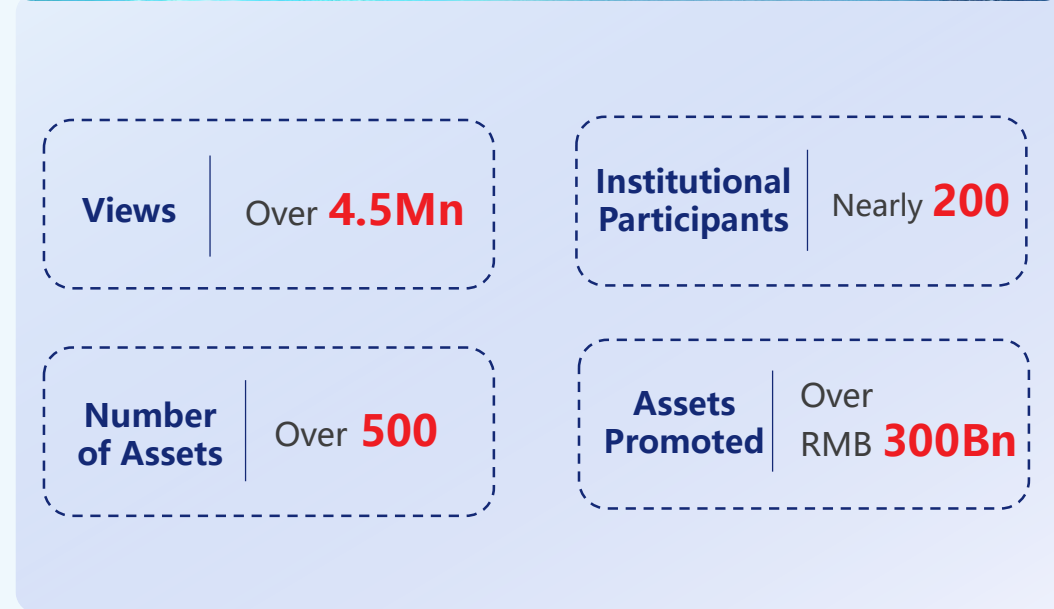 Views
Over 4.5Mn
Institutional
Participants
Nearly 200
Number
of Assets
Over 500
Assets
Promoted
Over
RMB 300Bn